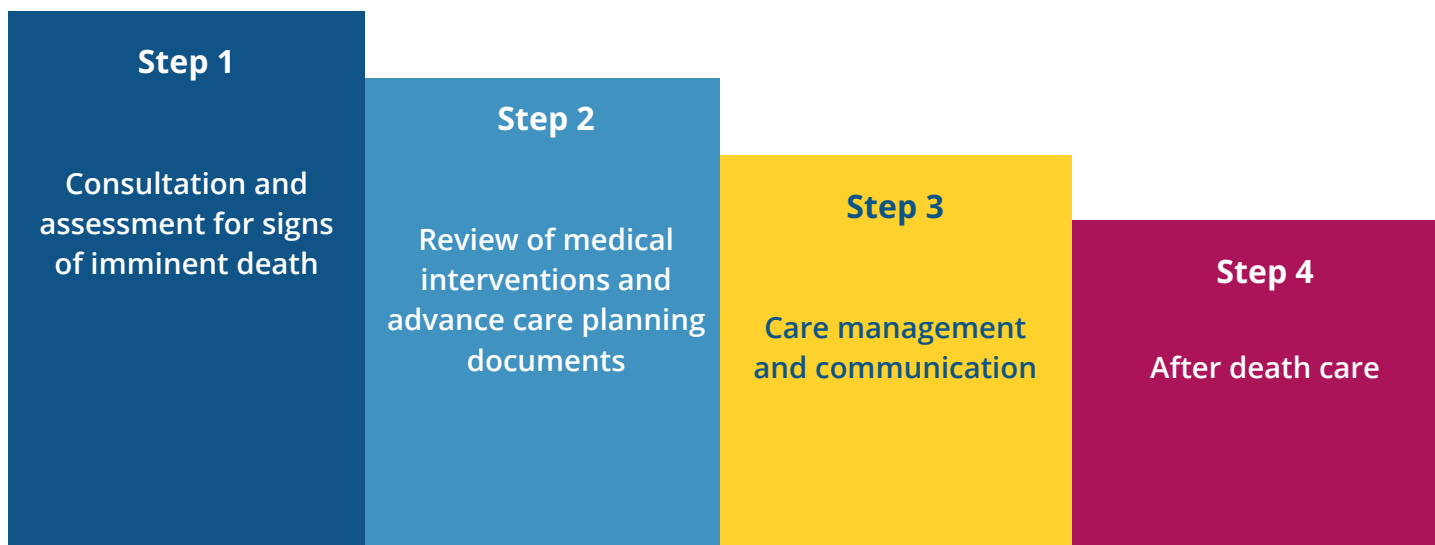 Step 1
Consultation and
assessment for signs
of imminent death
Step 2
Review of medical
interventions and
advance care planning
documents
Step 3
Care management
and communication
Step 4
After death care